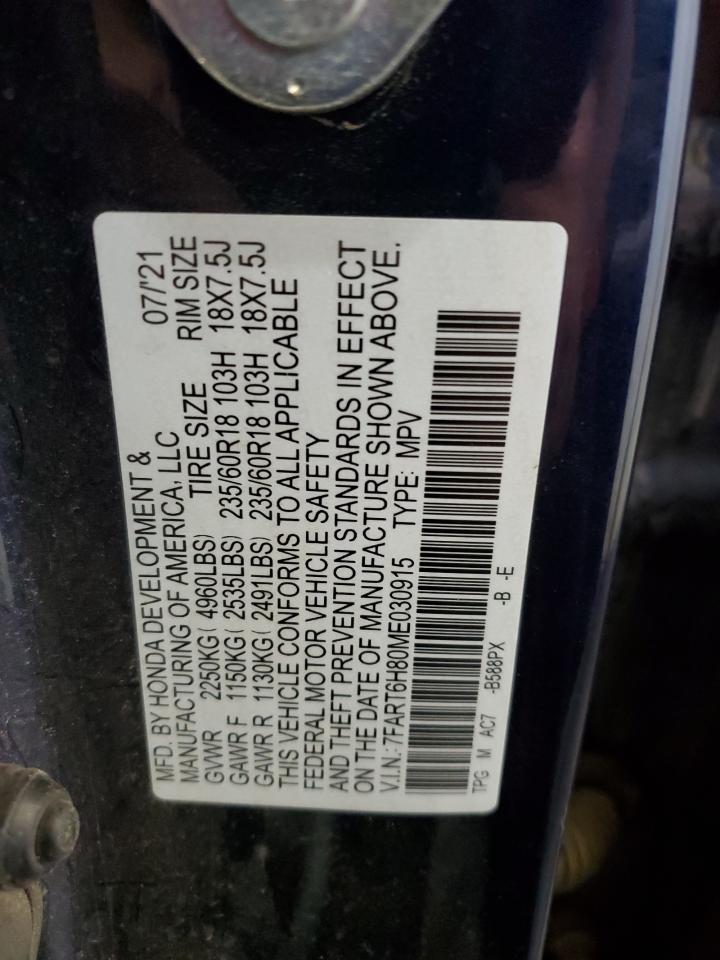 MFD. BY HONDA DEVELOPMENT & 07/'21
MANUFACTURING OF AMERICA, LLC
GVWR 2250KG( 4960LBS) TIRE SIZE RIM SIZE
GAWR F 1150KG( 2535LBS) 235/60R18 103H 18X7.5J
GAWR R 1130KG( 2491LBS) 235/60R18 103H 18X7.5J
THIS VEHICLE CONFORMS TO ALL APPLICABLE
FEDERAL MOTOR VEHICLE SAFETY
AND THEFT PREVENTION STANDARDS IN EFFECT
ON THE DATE OF MANUFACTURE SHOWN ABOVE.
V.I.N.: 7FART6H80ME030915 TYPE: MPV
TPG M AC7 -B588PX -B -E